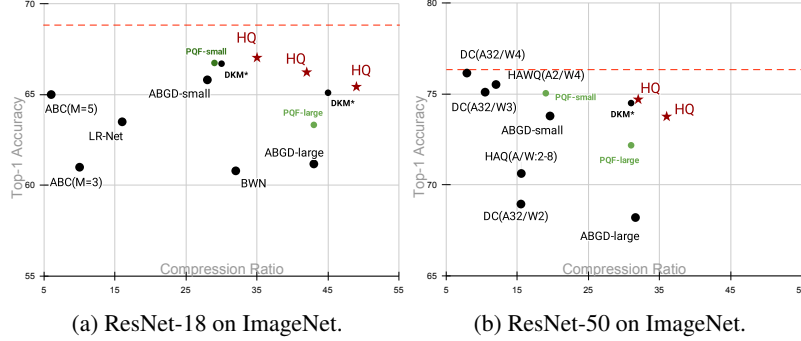 70
65
60
55
Top-1 Accuracy
HQ
PQF-small
HQ
DKM*
HQ
ABGD-small
DKM*
ABC(M=5)
PQF-large
LR-Net
ABGD-large
ABC(M=3)
BWN
Compression Ratio
5 15 25 35 45 55
(a) ResNet-18 on ImageNet.
80
75
70
65
Top-1 Accuracy
DC(A32/W4)
HAWQ(A2/W4)
HQ
PQF-small
DC(A32/W3)
HQ
DKM*
ABGD-small
HAQ(A/W:2-8)
PQF-large
DC(A32/W2)
ABGD-large
Compression Ratio
5 15 25 35 45 55
(b) ResNet-50 on ImageNet.